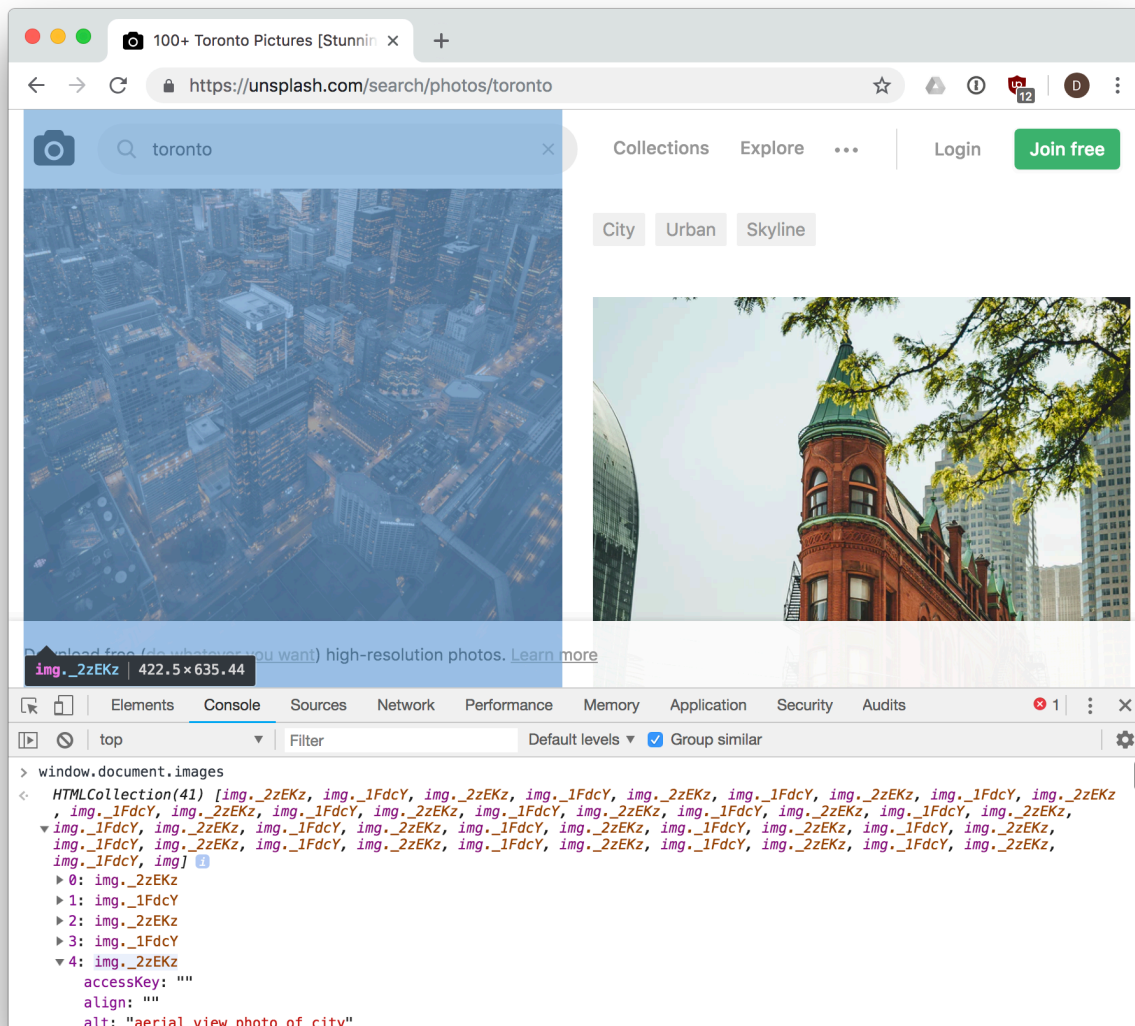 100+ Toronto Pictures [Stunnin
https://unsplash.com/search/photos/toronto
12
D
toronto
Collections Explore Login Join free
City Urban Skyline
Download free (do whatever you want) high-resolution photos. Learn more
img._2zEKz 422.5×635.44
Elements Console Sources Network Performance Memory Application Security Audits 1
top Filter Default levels Group similar
window.document.images
HTMLCollection(41) [img._2zEKz, img._1FdcY, img._2zEKz, img._1FdcY, img._2zEKz, img._1FdcY, img._2zEKz, img._1FdcY, img._2zEKz
, img._1FdcY, img._2zEKz, img._1FdcY, img._2zEKz, img._1FdcY, img._2zEKz, img._1FdcY, img._2zEKz, img._1FdcY, img._2zEKz,
img._1FdcY, img._2zEKz, img._1FdcY, img._2zEKz, img._1FdcY, img._2zEKz, img._1FdcY, img._2zEKz, img._1FdcY, img._2zEKz,
img._1FdcY, img._2zEKz, img._1FdcY, img._2zEKz, img._1FdcY, img._2zEKz, img._1FdcY, img._2zEKz, img._1FdcY, img._2zEKz,
img._1FdcY, img]
0: img._2zEKz
1: img._1FdcY
2: img._2zEKz
3: img._1FdcY
4: img._2zEKz
accessKey: ""
align: ""
alt: "aerial view photo of city"